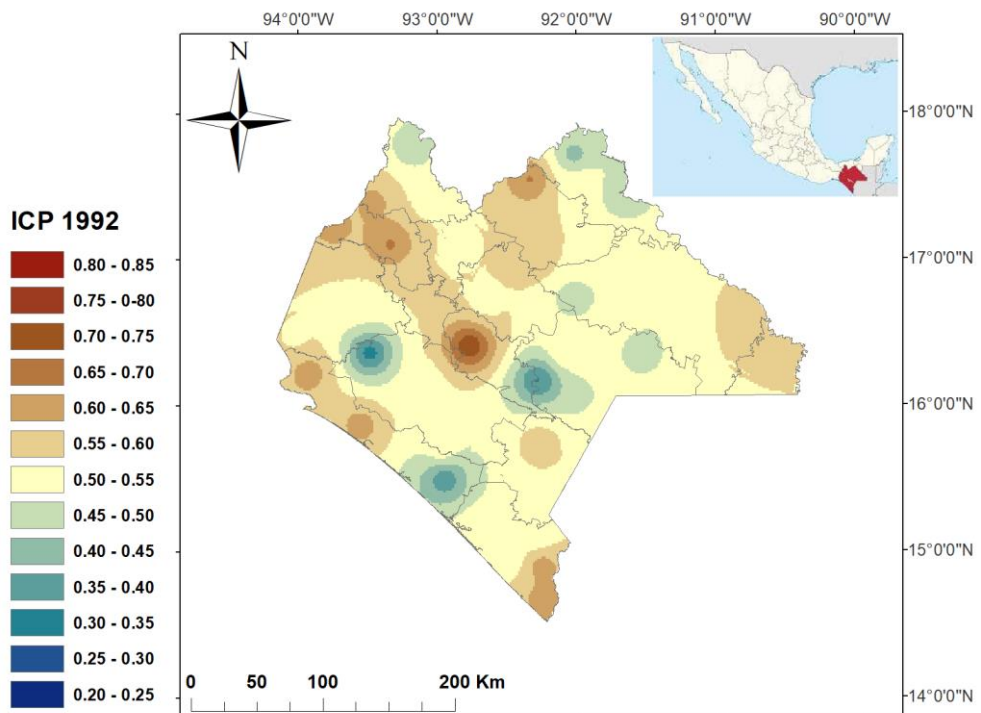 94°0'0"W 93°0'0"W 92°0'0"W 91°0'0"W 90°0'0"W
N
18°0'0"N
ICP 1992
0.80 - 0.85
17°0'0"N
0.75 - 0-80
0.70 - 0.75
0.65 - 0.70
0.60 - 0.65
16°0'0"N
0.55 - 0.60
0.50 - 0.55
0.45 - 0.50
0.40 - 0.45
15°0'0"N
0.35 - 0.40
0.30 - 0.35
0.25 - 0.30
0.20 - 0.25
0 50 100 200 Km
14°0'0"N